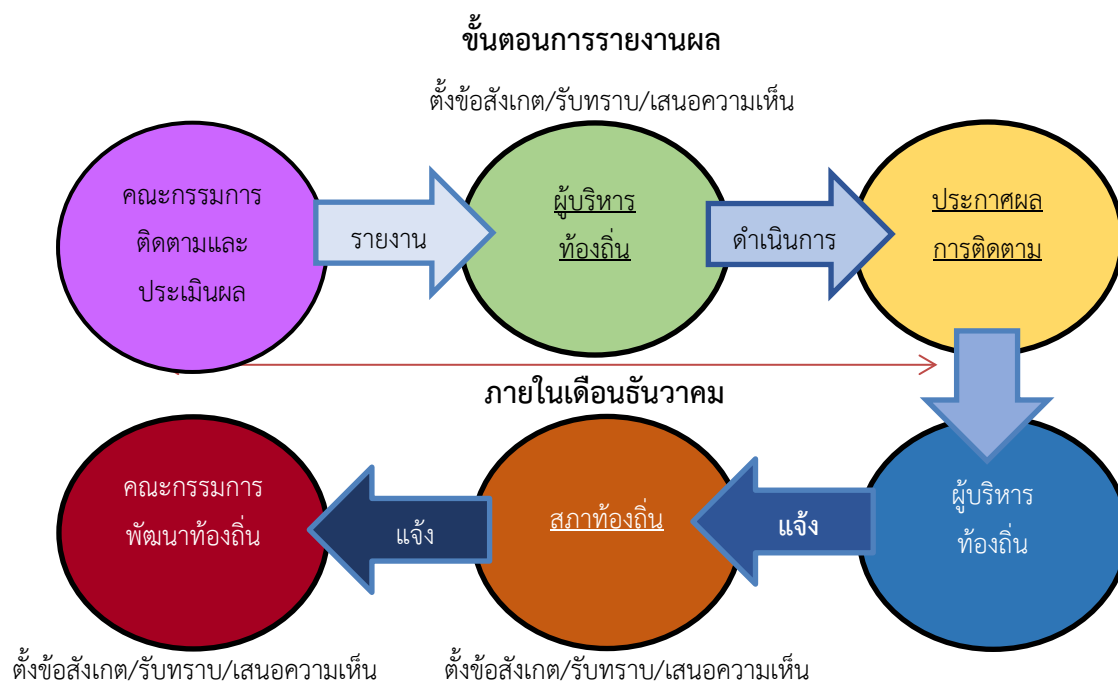 ขั้นตอนการรายงานผล
ตั้งข้อสังเกต/รับทราบ/เสนอความเห็น
คณะกรรมการ
ติดตามและ
ประเมินผล
รายงาน
ผู้บริหาร
ท้องถิ่น
ดำเนินการ
ประกาศผล
การติดตาม
ภายในเดือนธันวาคม
ผู้บริหาร
ท้องถิ่น
แจ้ง
สภาท้องถิ่น
แจ้ง
คณะกรรมการ
พัฒนาท้องถิ่น
ตั้งข้อสังเกต/รับทราบ/เสนอความเห็น
ตั้งข้อสังเกต/รับทราบ/เสนอความเห็น